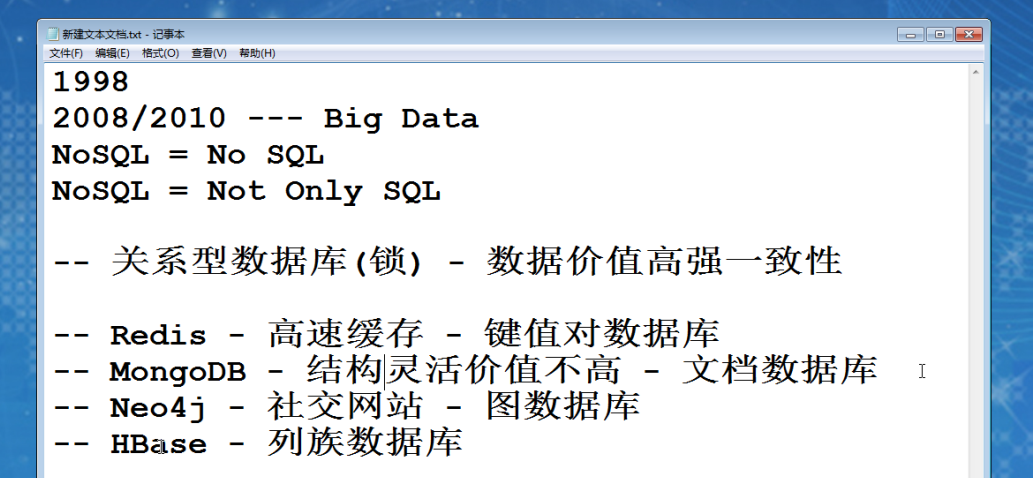 新建文本文档.txt - 记事本
文件(F) 编辑(E) 格式(O) 查看(V) 帮助(H)
1998
2008/2010 --- Big Data
NoSQL = No SQL
NoSQL = Not Only SQL
-- 关系型数据库(锁) - 数据价值高强一致性
-- Redis - 高速缓存 - 键值对数据库
-- MongoDB - 结构灵活价值不高 - 文档数据库
-- Neo4j - 社交网站 - 图数据库
-- HBase - 列族数据库